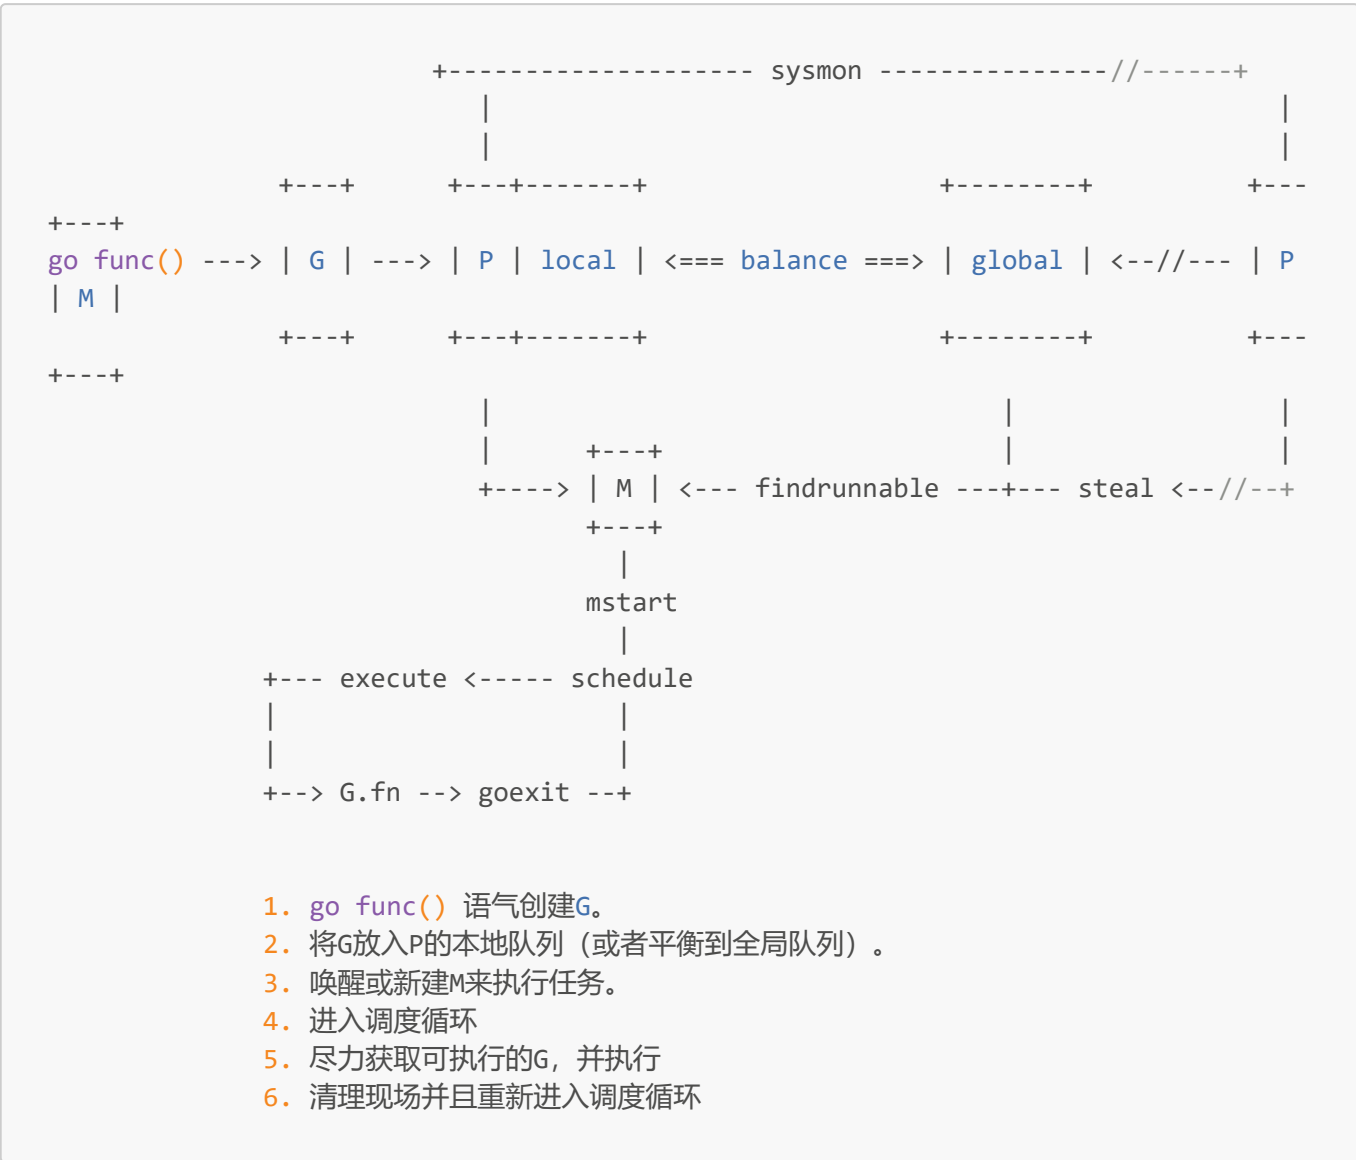 +-------------------- sysmon ---------------//------+
|                                                   |
|                                                   |
+---+      +---+-------+                   +--------+          +---
+---+
go func() ---> | G | ---> | P | local | <=== balance ===> | global | <--//--- | P
| M |
+---+      +---+-------+                   +--------+          +---
+---+
|                                 |                 |
|      +---+                      |                 |
+----> | M | <--- findrunnable ---+--- steal <--//--+
+---+
|
mstart
|
+--- execute <----- schedule
|                      |
|                      |
+--> G.fn --> goexit --+
1. go func() 语气创建G。
2. 将G放入P的本地队列（或者平衡到全局队列）。
3. 唤醒或新建M来执行任务。
4. 进入调度循环
5. 尽力获取可执行的G，并执行
6. 清理现场并且重新进入调度循环